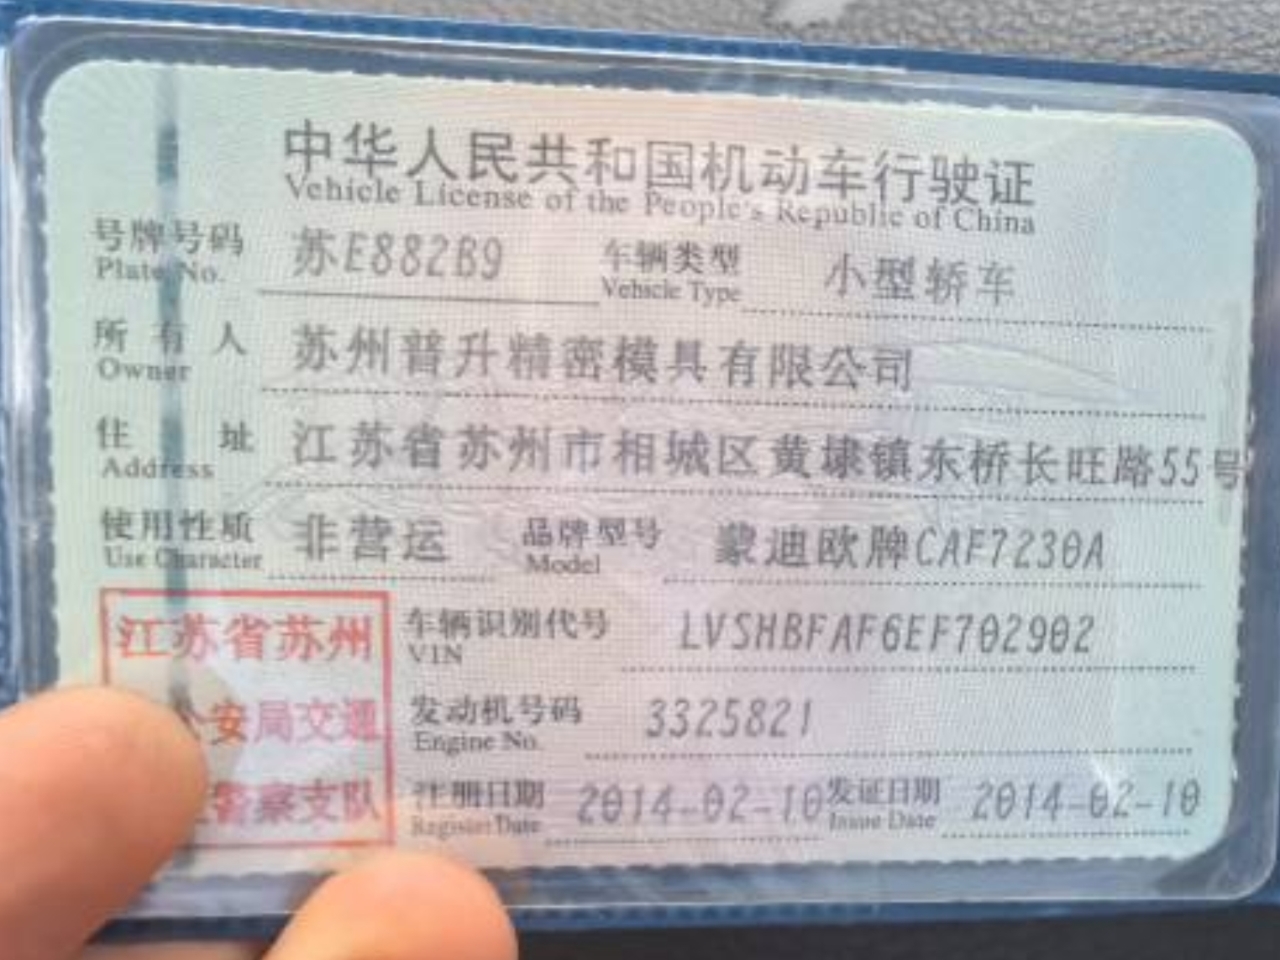 中华人民共和国机动车行驶证
Vehicle License of the People's Republic of China
号牌号码 苏E882B9 车辆类型 小型轿车
Plate No. Vehicle Type
所有人 苏州普升精密模具有限公司
Owner
住址 江苏省苏州市相城区黄埭镇东桥长旺路55号
Address
使用性质 非营运 品牌型号 蒙迪欧牌CAF7230A
Use Character Model
江苏省苏州
公安局交通
警察支队
车辆识别代号 LVSHBFAF6EF702902
VIN
发动机号码 3325821
Engine No.
注册日期 2014-02-10 发证日期 2014-02-10
Register Date Issue Date